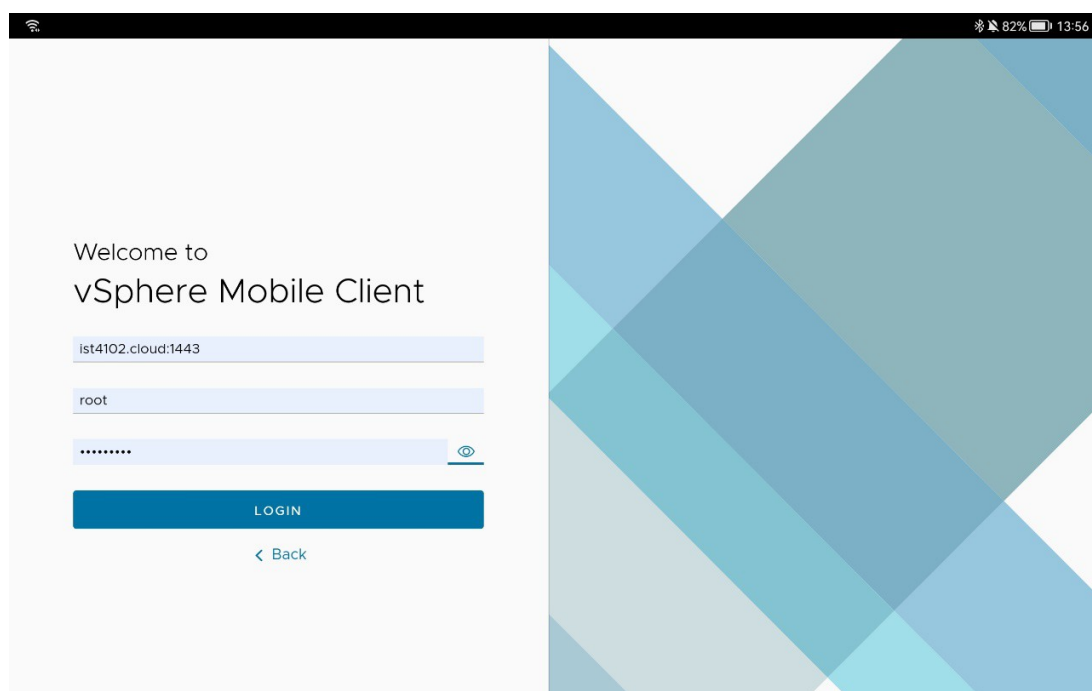 82% 13:56
Welcome to
vSphere Mobile Client
ist4102.cloud:1443
root
•••••••••
LOGIN
Back